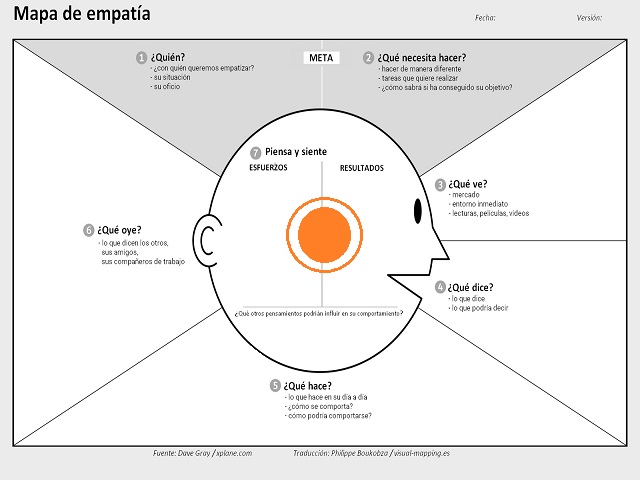 Mapa de empatía
Fecha:
Versión:
META
1 ¿Quién?
- ¿con quién queremos empatizar?
- su situación
- su oficio
2 ¿Qué necesita hacer?
- hacer de manera diferente
- tareas que quiere realizar
- ¿cómo sabrá si ha conseguido su objetivo?
7 Piensa y siente
ESFUERZOS
RESULTADOS
3 ¿Qué ve?
- mercado
- entorno inmediato
- lecturas, películas, vídeos
4 ¿Qué dice?
- lo que dice
- lo que podría decir
¿Qué otros pensamientos podrían influir en su comportamiento?
5 ¿Qué hace?
- lo que hace en su día a día
- ¿cómo se comporta?
- cómo podría comportarse?
6 ¿Qué oye?
- lo que dicen los otros,
sus amigos,
sus compañeros de trabajo
Fuente: Dave Gray / xplane.com
Traducción: Philippe Boukobza / visual-mapping.es